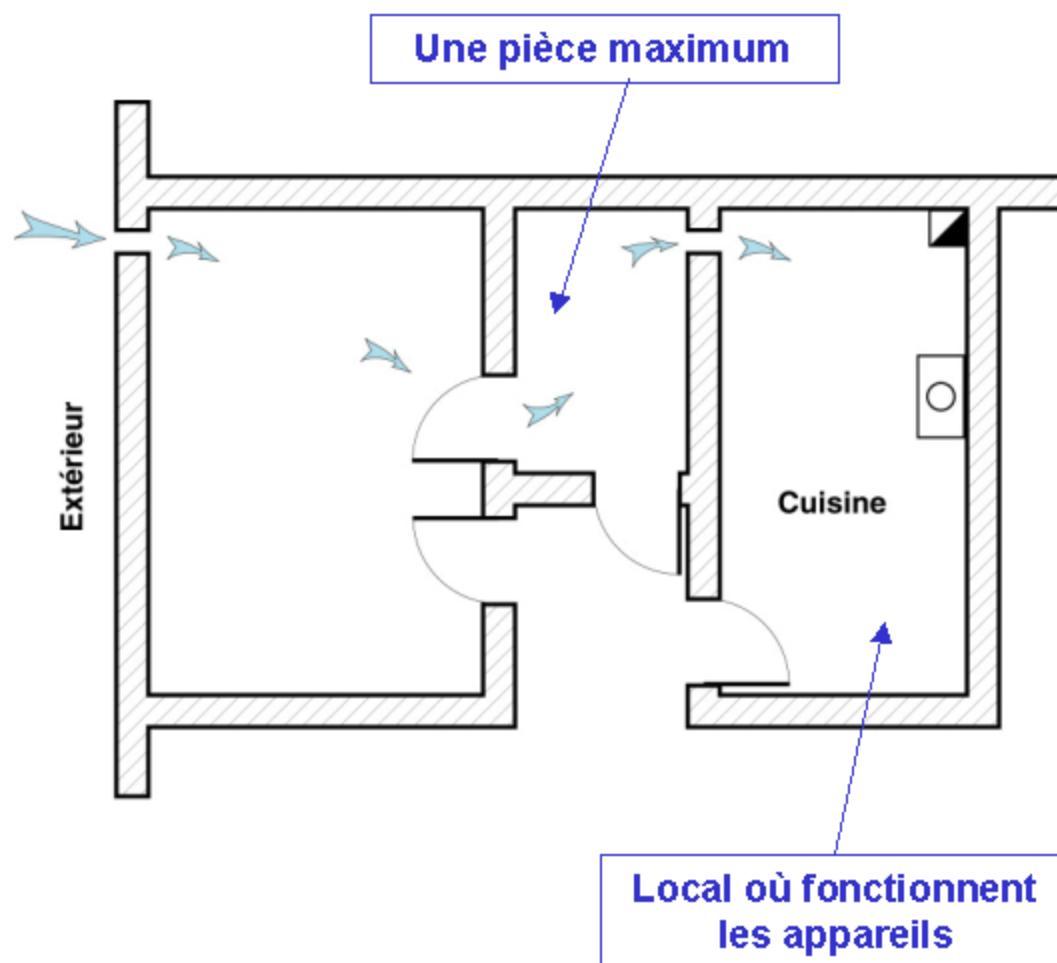 Une pièce maximum
Extérieur
Cuisine
Local où fonctionnent
les appareils